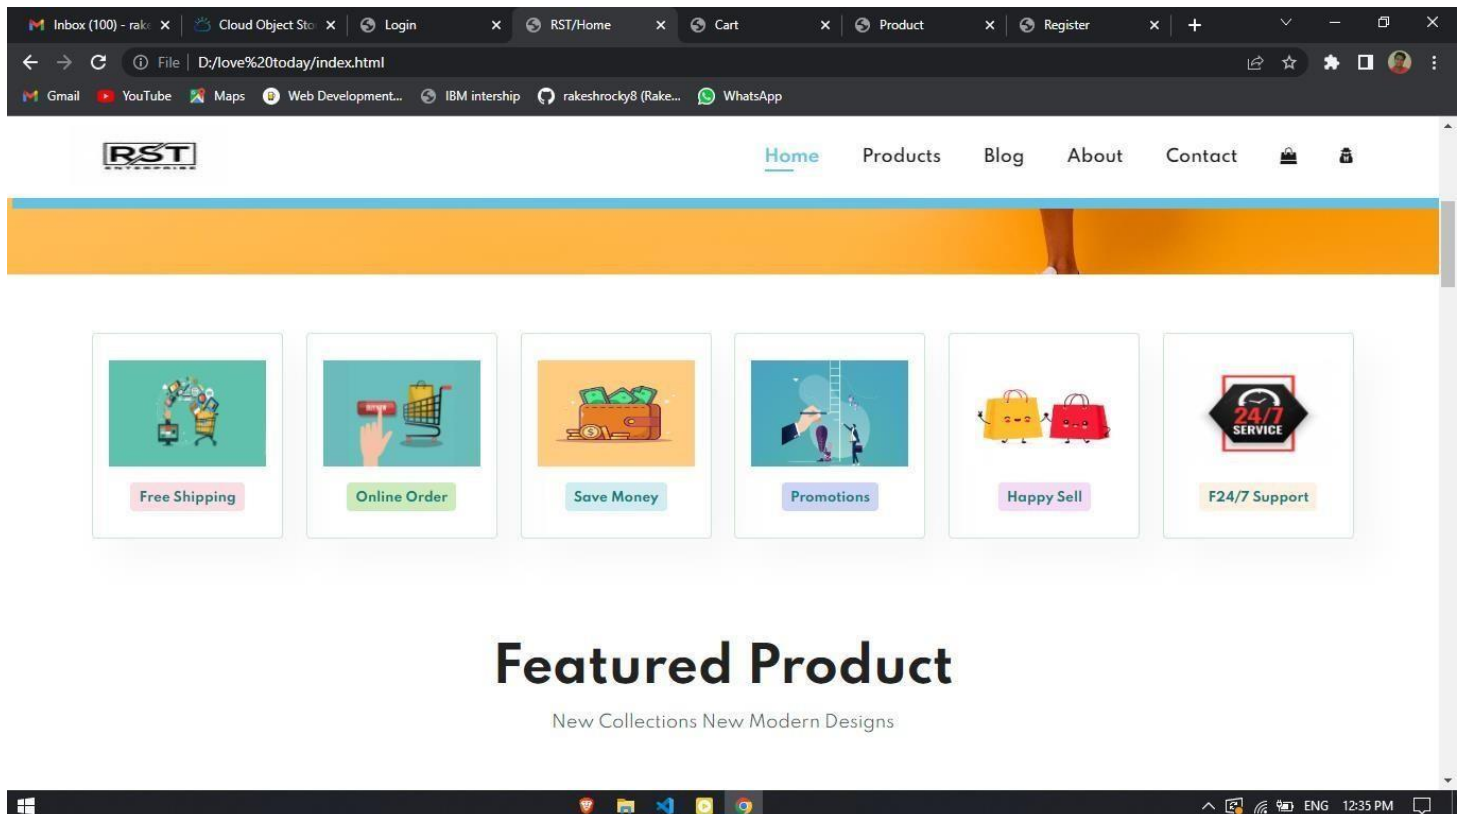 Inbox (100) - rake
Cloud Object Sto
Login
RST/Home
Cart
Product
Register
File
D:/love%20today/index.html
Gmail
YouTube
Maps
Web Development...
IBM intership
rakeshrocky8 (Rake...
WhatsApp
RST
ENTERPRISE
Home
Products
Blog
About
Contact
24/7
SERVICE
Free Shipping
Online Order
Save Money
Promotions
Happy Sell
F24/7 Support
Featured Product
New Collections New Modern Designs
ENG
12:35 PM